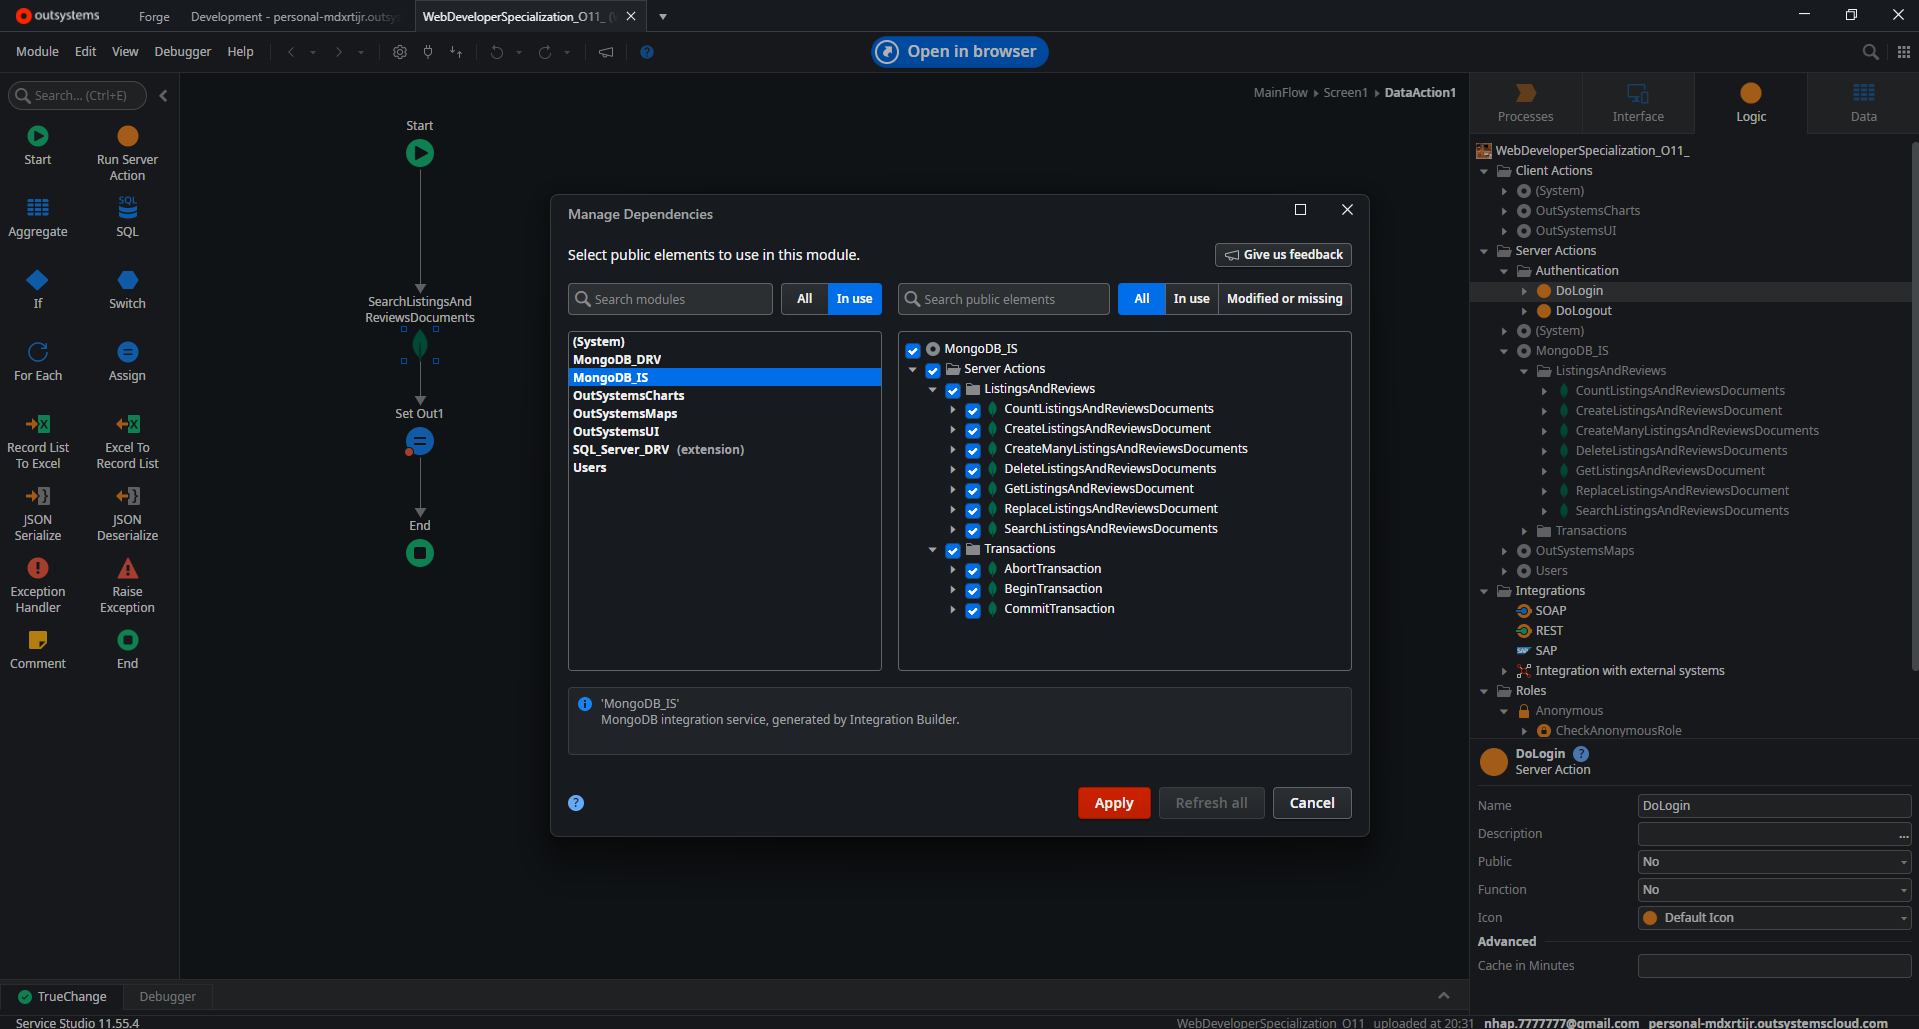 outsystems
Forge
Development - personal-mdxrtijr.outsys
WebDeveloperSpecialization_O11_
Module
Edit
View
Debugger
Help
Open in browser
Search... (Ctrl+E)
Start
Run Server
Action
Aggregate
SQL
SQL
If
Switch
For Each
Assign
Record List
To Excel
Excel To
Record List
JSON
Serialize
JSON
Deserialize
Exception
Handler
Raise
Exception
Comment
End
MainFlow
Screen1
DataAction1
Start
SearchListingsAnd
ReviewsDocuments
Set Out1
End
Manage Dependencies
Select public elements to use in this module.
Give us feedback
Search modules
All
In use
Search public elements
All
In use
Modified or missing
(System)
MongoDB_DRV
MongoDB_IS
OutSystemsCharts
OutSystemsMaps
OutSystemsUI
SQL_Server_DRV (extension)
Users
MongoDB_IS
Server Actions
ListingsAndReviews
CountListingsAndReviewsDocuments
CreateListingsAndReviewsDocument
CreateManyListingsAndReviewsDocuments
DeleteListingsAndReviewsDocuments
GetListingsAndReviewsDocument
ReplaceListingsAndReviewsDocument
SearchListingsAndReviewsDocuments
Transactions
AbortTransaction
BeginTransaction
CommitTransaction
'MongoDB_IS'
MongoDB integration service, generated by Integration Builder.
Apply
Refresh all
Cancel
Processes
Interface
Logic
Data
WebDeveloperSpecialization_O11_
Client Actions
(System)
OutSystemsCharts
OutSystemsUI
Server Actions
Authentication
DoLogin
DoLogout
(System)
MongoDB_IS
ListingsAndReviews
CountListingsAndReviewsDocuments
CreateListingsAndReviewsDocument
CreateManyListingsAndReviewsDocuments
DeleteListingsAndReviewsDocuments
GetListingsAndReviewsDocument
ReplaceListingsAndReviewsDocument
SearchListingsAndReviewsDocuments
Transactions
OutSystemsMaps
Users
Integrations
SOAP
REST
SAP
Integration with external systems
Roles
Anonymous
CheckAnonymousRole
DoLogin
Server Action
Name
DoLogin
Description
...
Public
No
Function
No
Icon
Default Icon
Advanced
Cache in Minutes
TrueChange
Debugger
Service Studio 11.55.4
WebDeveloperSpecialization_O11_ uploaded at 20:31
nhap.7777777@gmail.com
personal-mdxrtijr.outsystemscloud.com